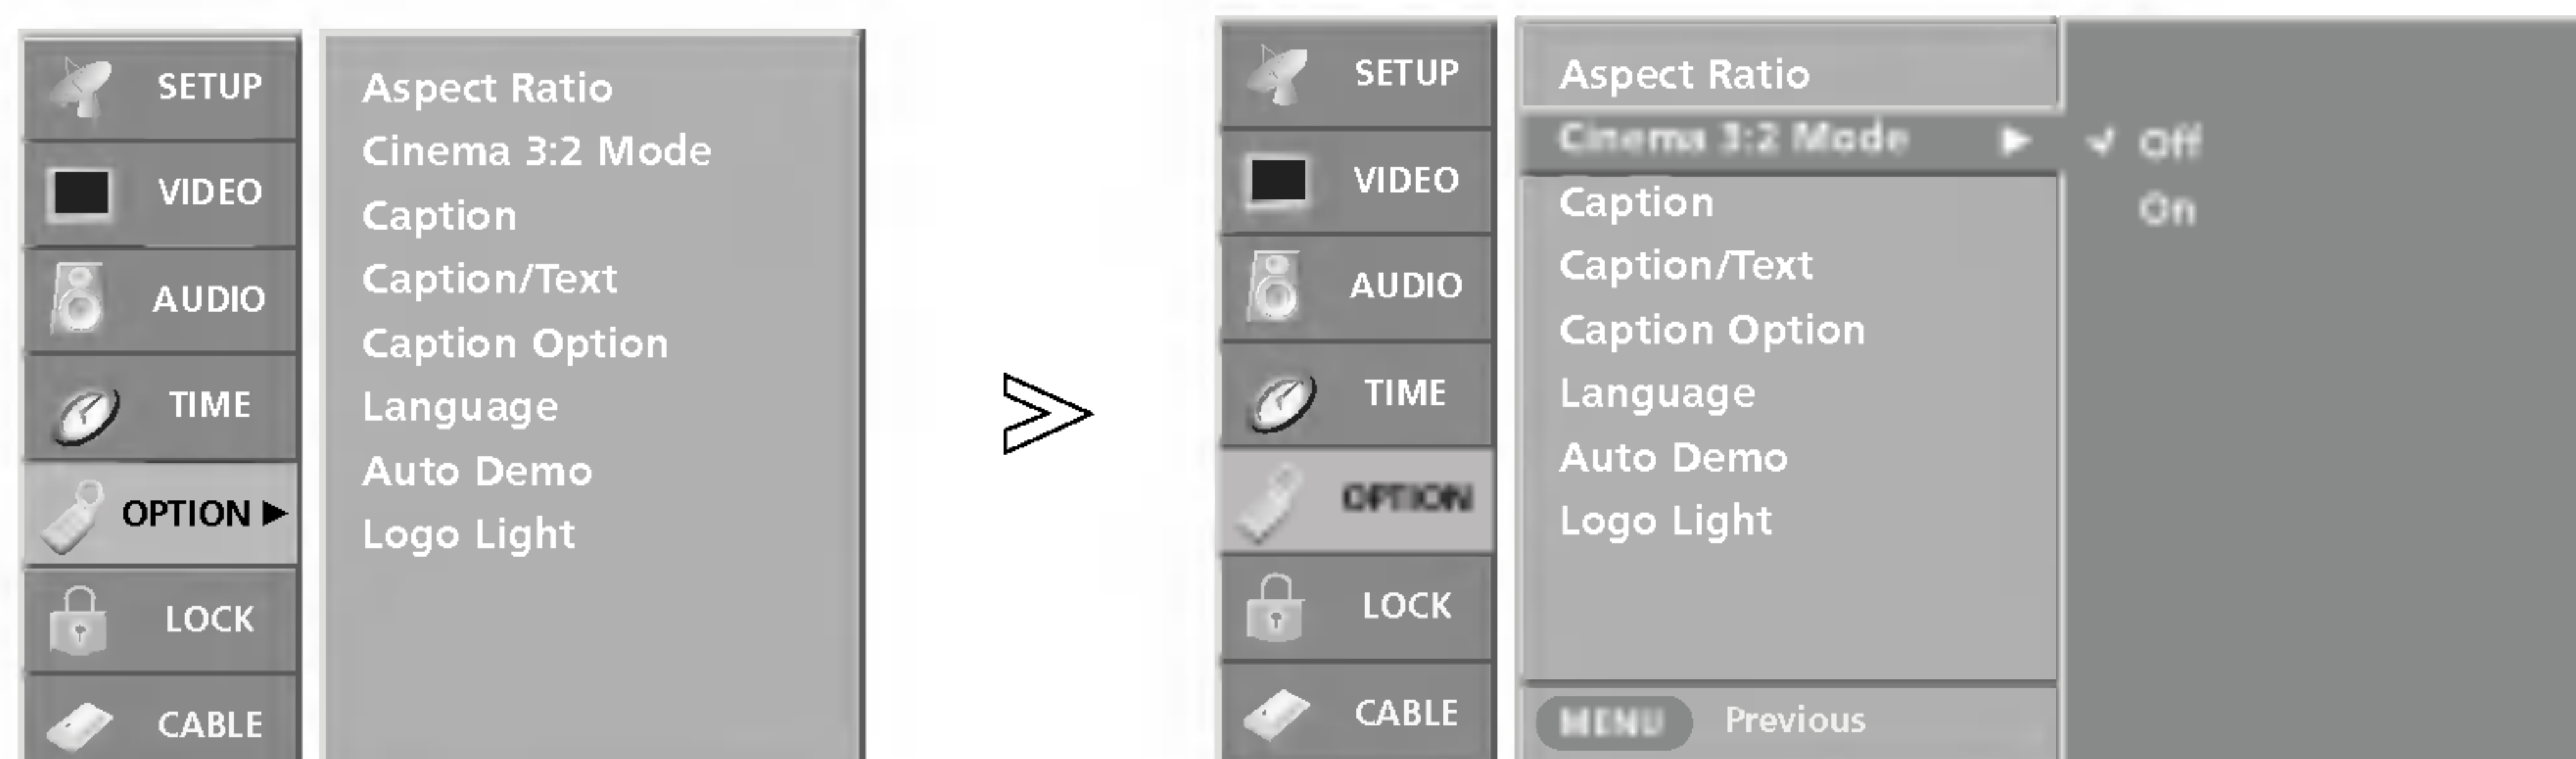 SETUP
VIDEO
AUDIO
TIME
OPTION
LOCK
CABLE
Aspect Ratio
Cinema 3:2 Mode
Caption
Caption/Text
Caption Option
Language
Auto Demo
Logo Light
SETUP
VIDEO
AUDIO
TIME
OPTION
LOCK
CABLE
Aspect Ratio
Cinema 3:2 Mode
Caption
Caption/Text
Caption Option
Language
Auto Demo
Logo Light
MENU Previous
Off
On